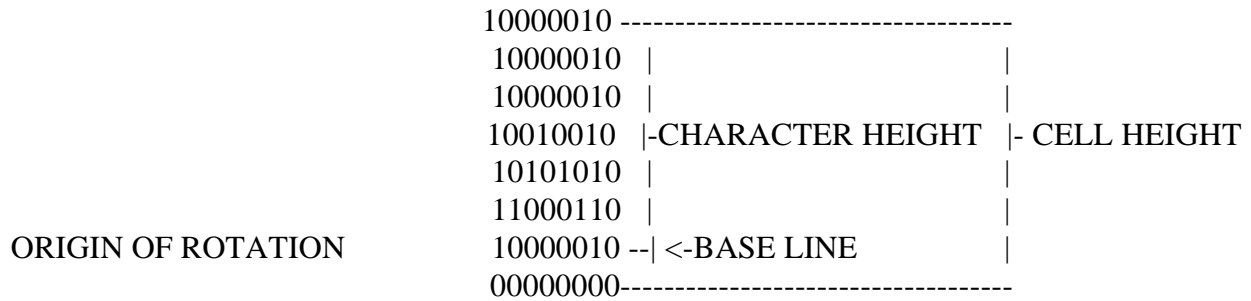 10000010 ------------------------------------
10000010 | |
10000010 | |
10010010 |-CHARACTER HEIGHT |- CELL HEIGHT
10101010 | |
11000110 | |
ORIGIN OF ROTATION 10000010 --| <-BASE LINE |
00000000------------------------------------